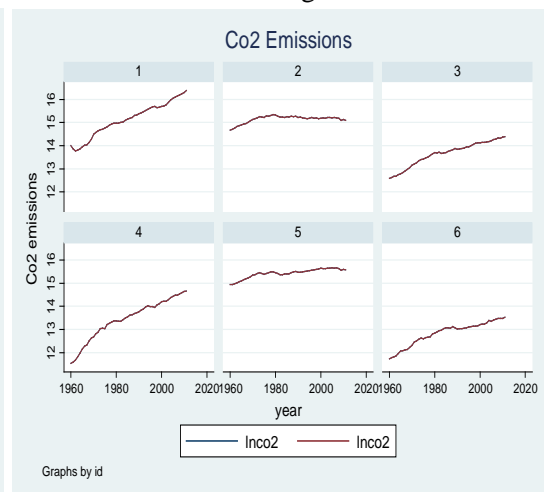 Co2 Emissions
1 2 3
16
15
14
13
12
4 5 6
16
15
14
13
12
Co2 emissions
1960 1980 2000 2020 1960 1980 2000 2020 1960 1980 2000 2020
year
lnco2 lnco2
Graphs by id